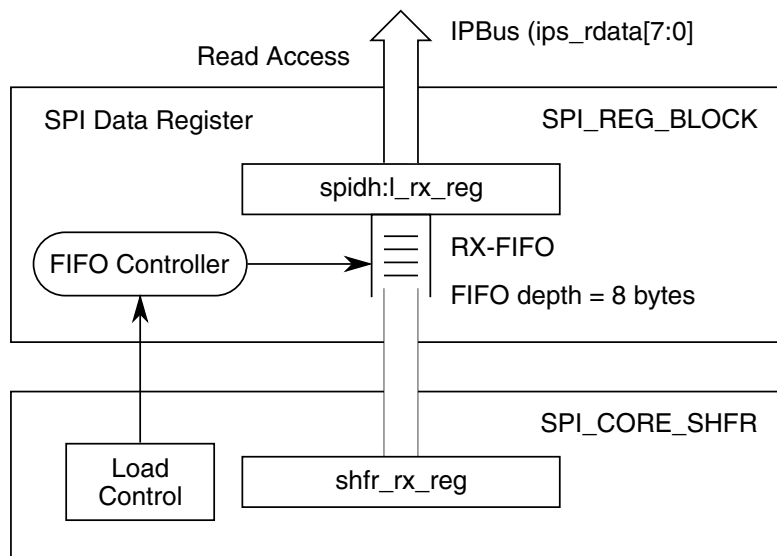 IPBus (ips_rdata[7:0]
Read Access
SPI Data Register
SPI_REG_BLOCK
spidh:l_rx_reg
FIFO Controller
RX-FIFO
FIFO depth = 8 bytes
SPI_CORE_SHFR
Load
Control
shfr_rx_reg